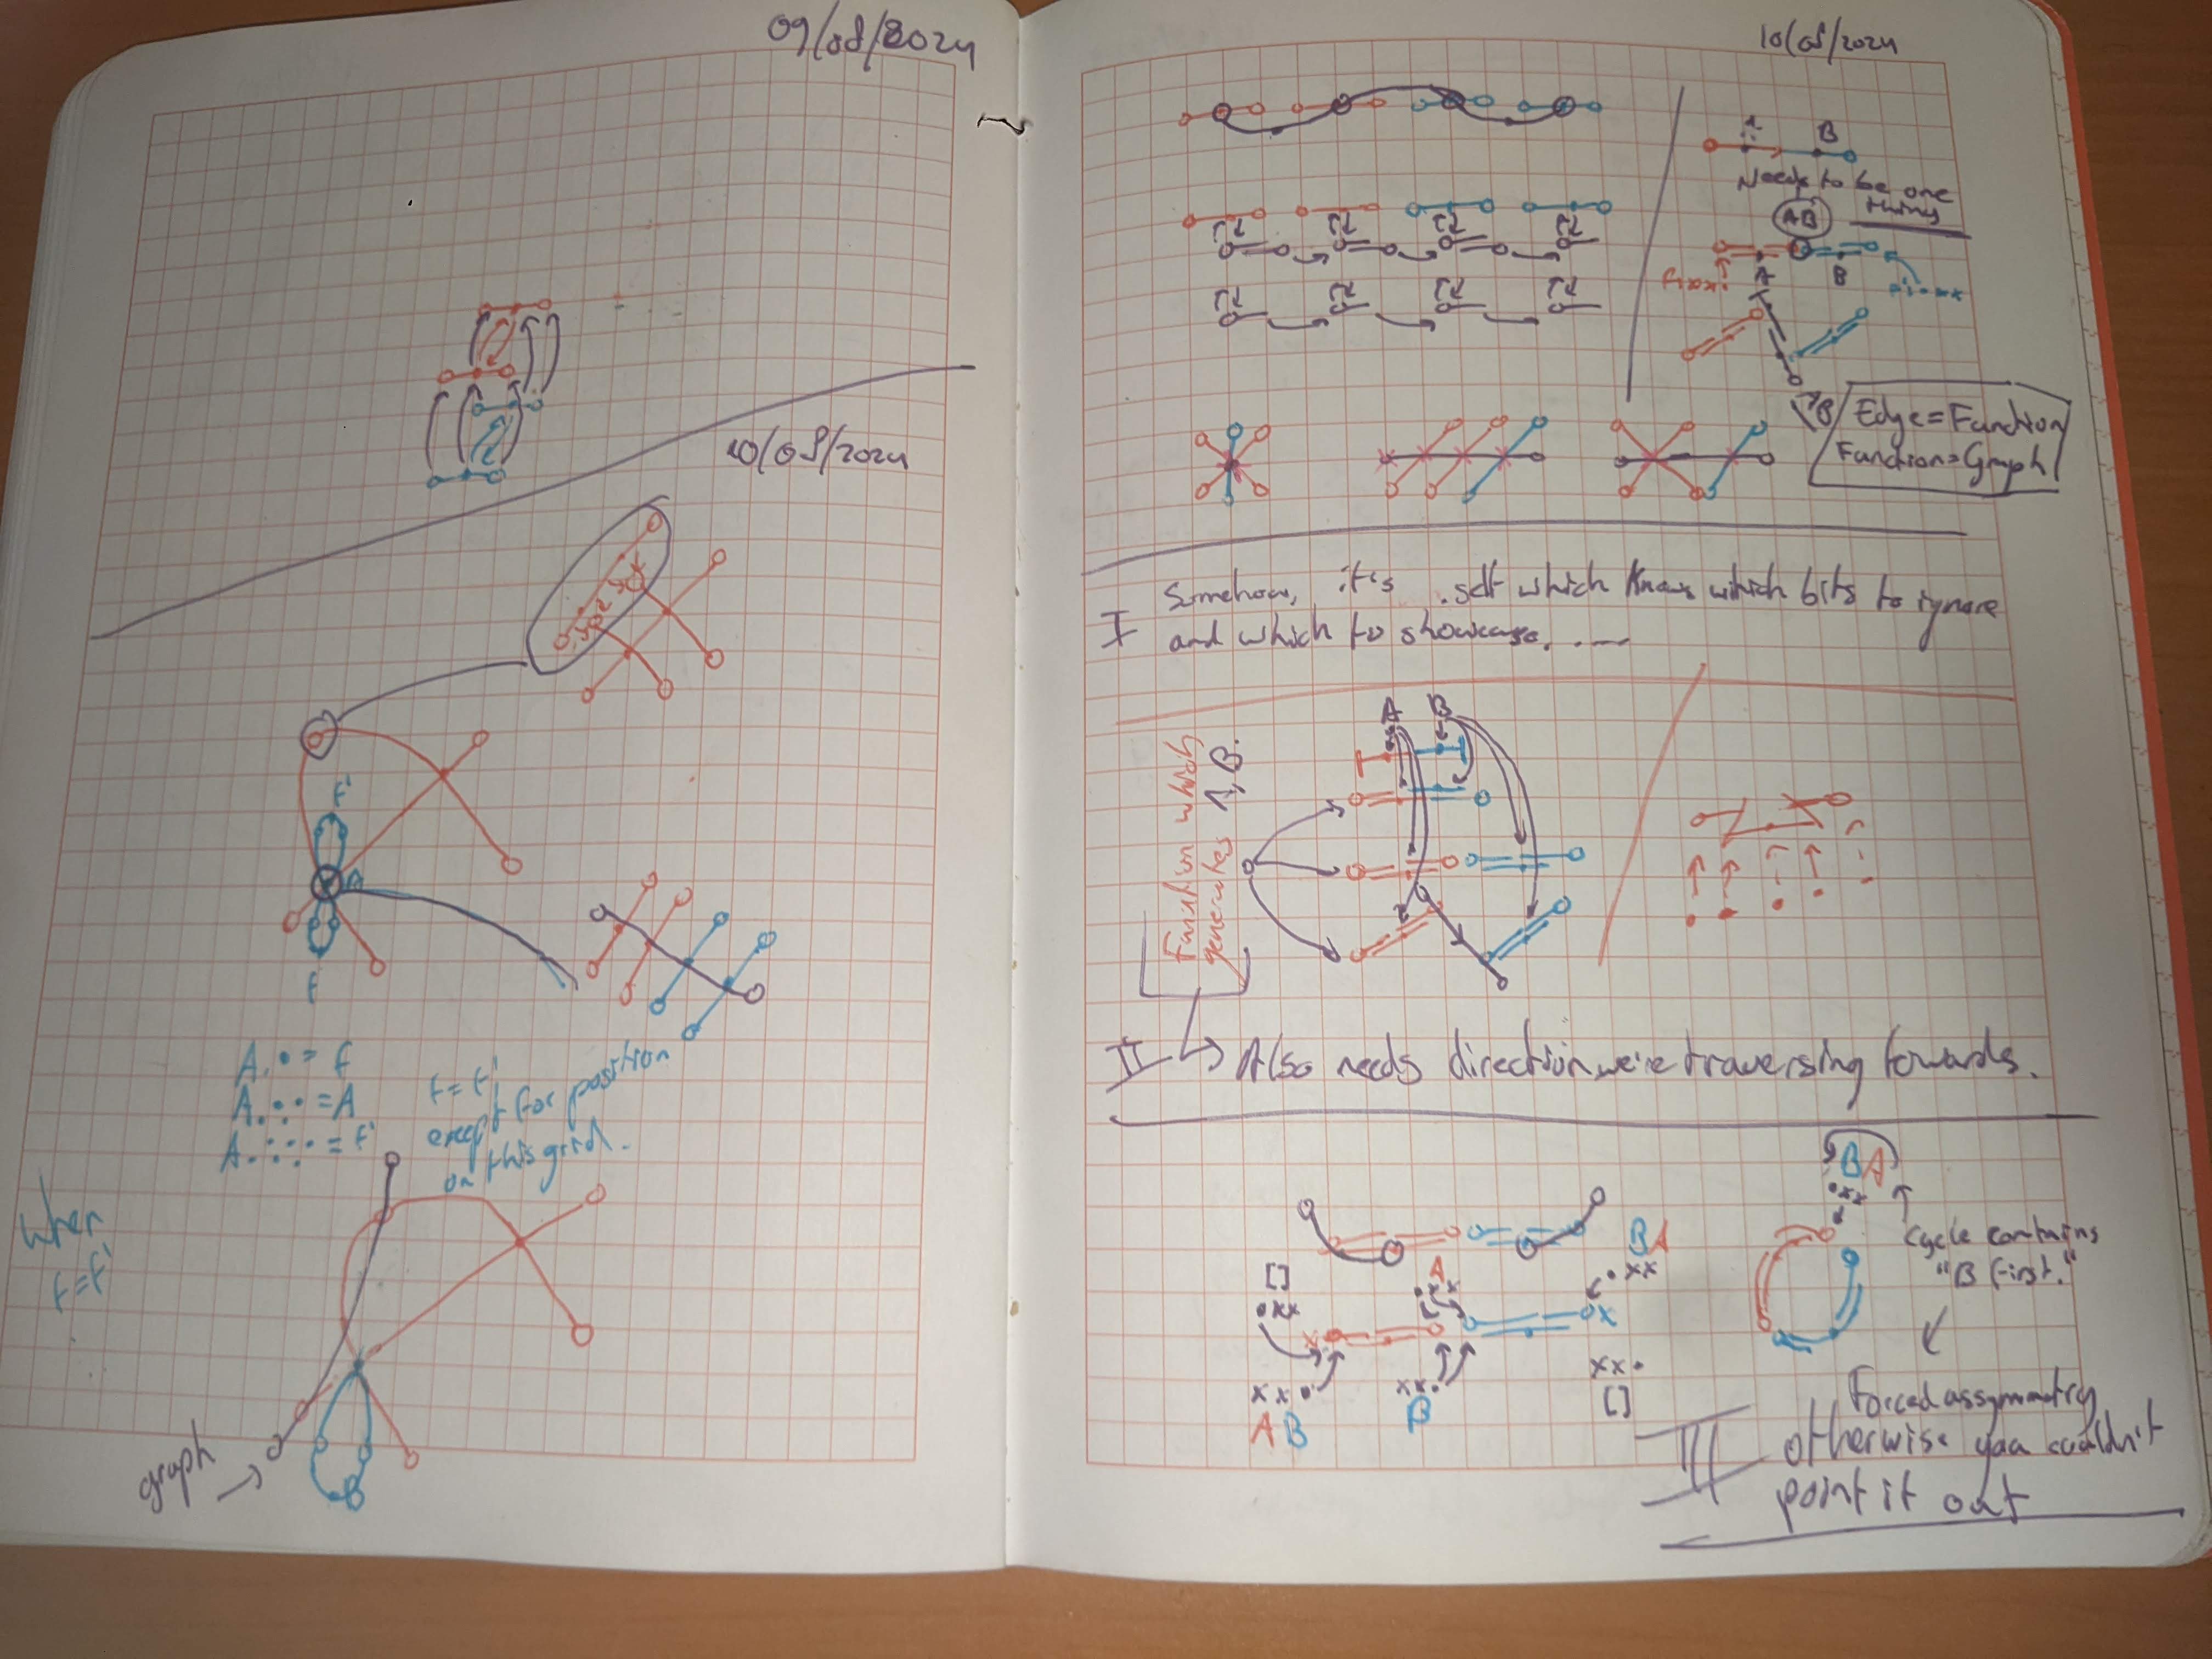 09/08/2024
10/08/2024
F'
A
F
A. • = F
A. •• = A
A. ••• = F'
F = F'
except for position
on this grid.
When
F = F'
graph
10/08/2024
A
B
Needs to be one
thing
AB
A
B
B
Edge = Function
Function = Graph
I
Somehow, it's .self which knows which bits to ignore
and which to showcase. . . —
Function which
generates A, B.
A
B
II
Also needs direction we're traversing towards.
BA
• x x
Cycle contains
"B first."
BA
• x x
A
• x x
[]
• x x
x
x
x x •
A B
x x •
B
x x •
[]
III
Forced assymmetry
otherwise you couldn't
point it out